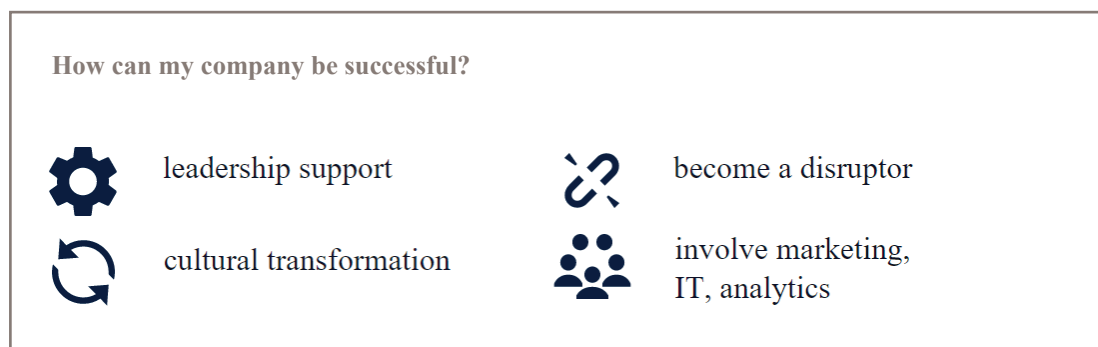 How can my company be successful?
leadership support
become a disruptor
cultural transformation
involve marketing,
IT, analytics